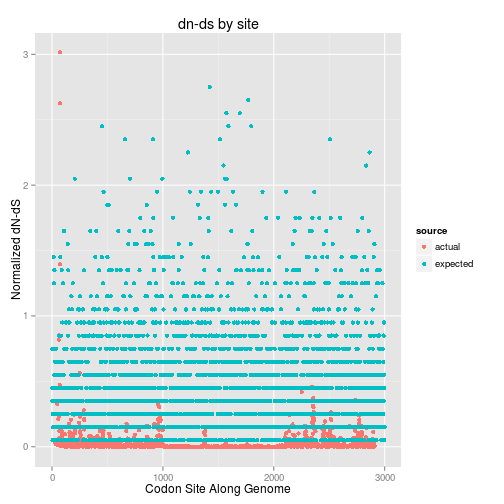 dn-ds by site
Normalized dN-dS
3
2
1
0
0
1000
2000
3000
Codon Site Along Genome
source
actual
expected